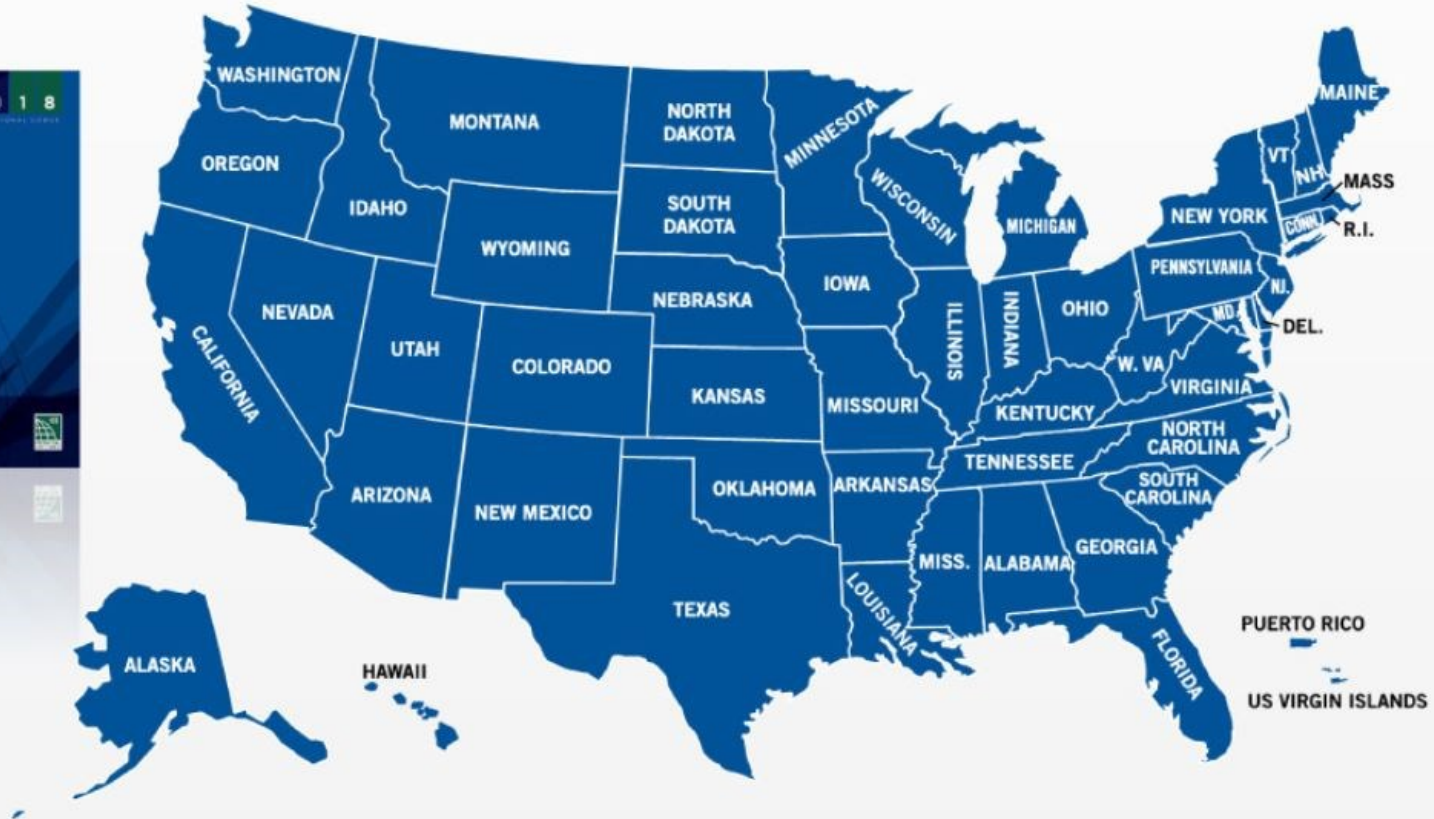 1 8
WASHINGTON
OREGON
CALIFORNIA
NEVADA
IDAHO
MONTANA
WYOMING
UTAH
COLORADO
ARIZONA
NEW MEXICO
NORTH
DAKOTA
SOUTH
DAKOTA
NEBRASKA
KANSAS
OKLAHOMA
TEXAS
MINNESOTA
IOWA
MISSOURI
ARKANSAS
LOUISIANA
WISCONSIN
ILLINOIS
MICHIGAN
INDIANA
OHIO
KENTUCKY
TENNESSEE
MISS.
ALABAMA
GEORGIA
FLORIDA
SOUTH
CAROLINA
NORTH
CAROLINA
VIRGINIA
W. VA
MD.
DEL.
PENNSYLVANIA
NJ.
NEW YORK
CONN.
R.I.
MASS
VT
NH
MAINE
ALASKA
HAWAII
PUERTO RICO
US VIRGIN ISLANDS